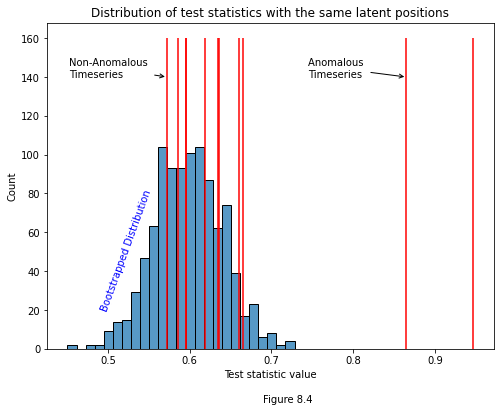 Distribution of test statistics with the same latent positions
160
140
120
100
80
60
40
20
0
Count
Non-Anomalous
Timeseries
Anomalous
Timeseries
Bootstrapped Distribution
0.5 0.6 0.7 0.8 0.9
Test statistic value
Figure 8.4